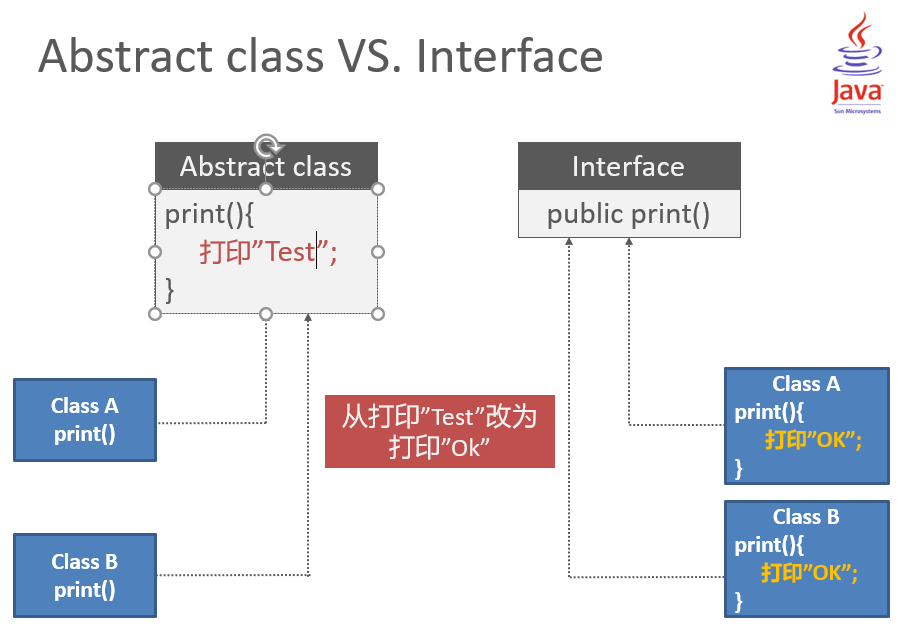 Abstract class VS. Interface
Java
Sun Microsystems
Abstract class
print(){
打印”Test”;
}
Interface
public print()
Class A
print()
从打印”Test”改为
打印”Ok”
Class B
print()
Class A
print(){
打印”OK”;
}
Class B
print(){
打印”OK”;
}